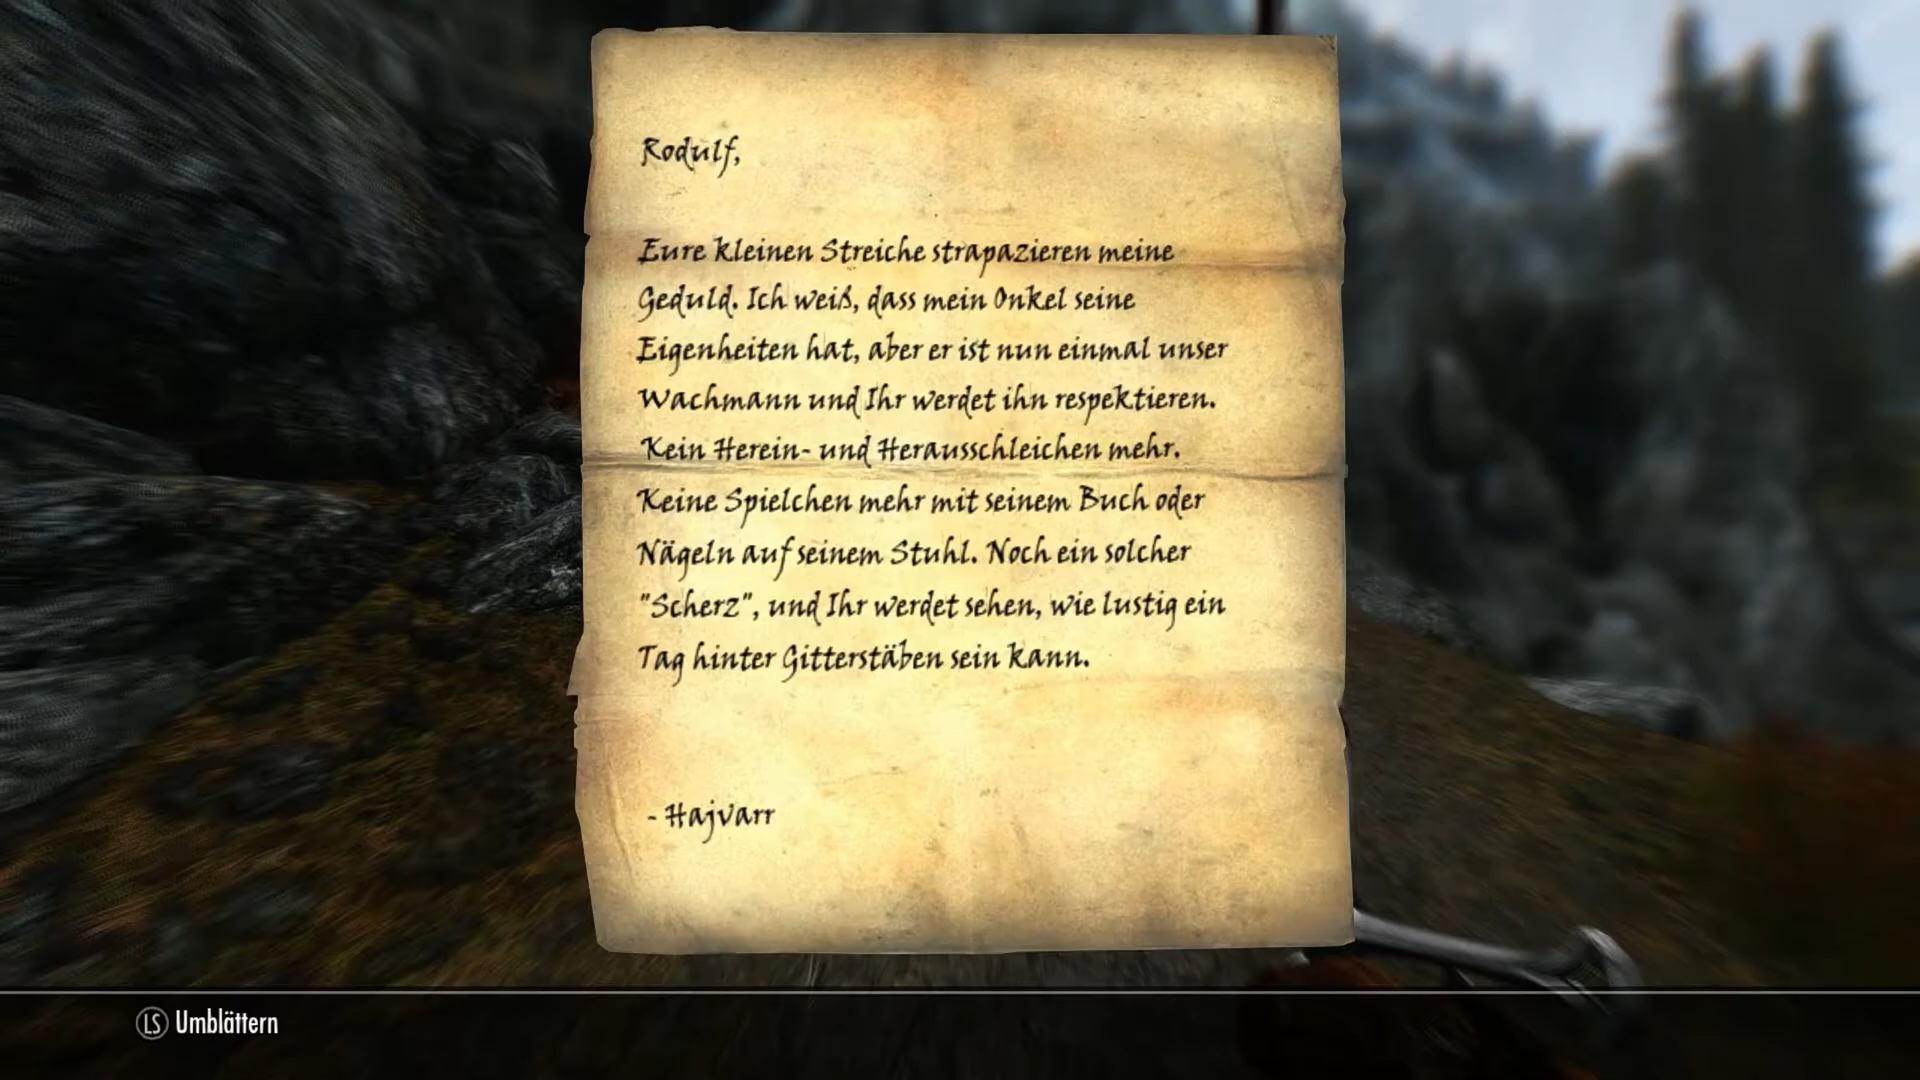 Rodulf,
Eure kleinen Streiche strapazieren meine
Geduld. Ich weiß, dass mein Onkel seine
Eigenheiten hat, aber er ist nun einmal unser
Wachmann und Ihr werdet ihn respektieren.
Kein Herein- und Herausschleichen mehr.
Keine Spielchen mehr mit seinem Buch oder
Nägeln auf seinem Stuhl. Noch ein solcher
"Scherz", und Ihr werdet sehen, wie lustig ein
Tag hinter Gitterstäben sein kann.
- Hajvarr
LS Umblättern